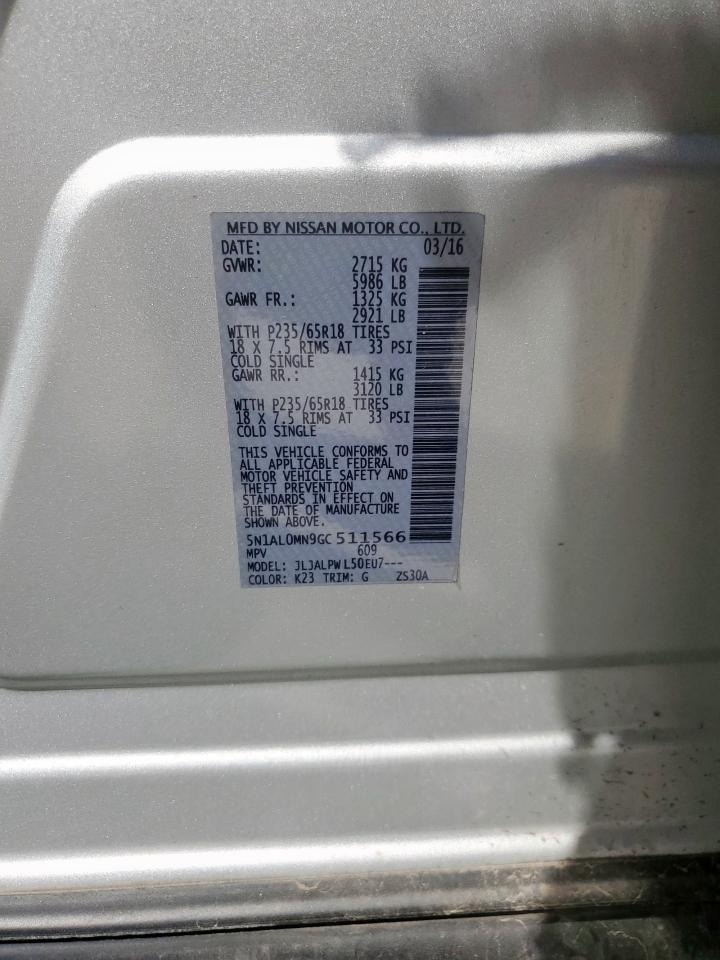 MFD BY NISSAN MOTOR CO., LTD.
DATE: 03/16
GVWR: 2715 KG
5986 LB
GAWR FR.: 1325 KG
2921 LB
WITH P235/65R18 TIRES
18 X 7.5 RIMS AT 33 PSI
COLD SINGLE
GAWR RR.: 1415 KG
3120 LB
WITH P235/65R18 TIRES
18 X 7.5 RIMS AT 33 PSI
COLD SINGLE
THIS VEHICLE CONFORMS TO
ALL APPLICABLE FEDERAL
MOTOR VEHICLE SAFETY AND
THEFT PREVENTION
STANDARDS IN EFFECT ON
THE DATE OF MANUFACTURE
SHOWN ABOVE.
5N1AL0MN9GC511566
MPV 609
MODEL: JLJALPWL50EU7---
COLOR: K23 TRIM: G ZS30A